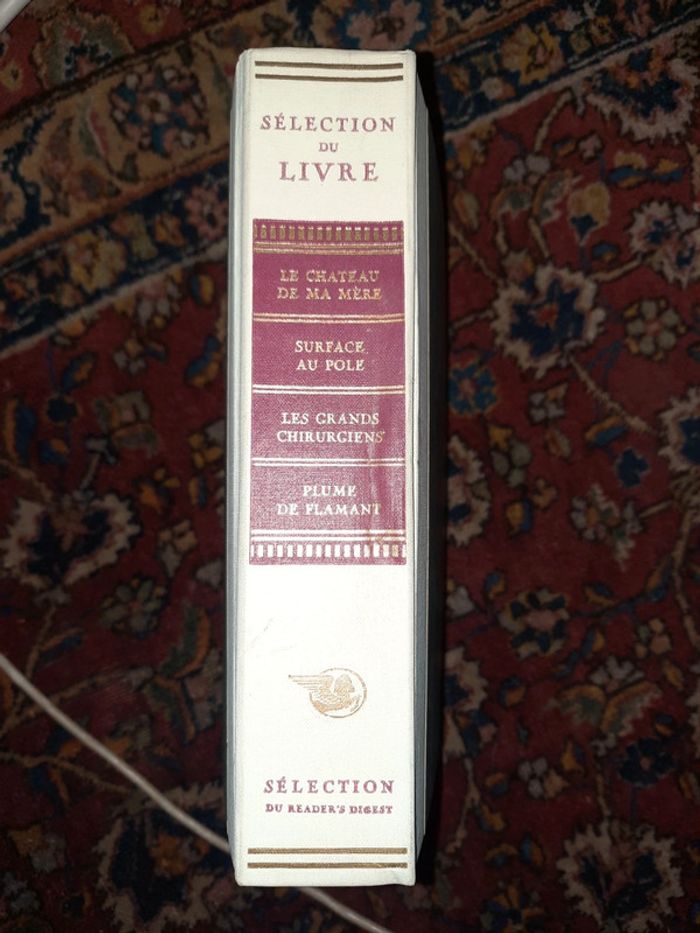 SÉLECTION
DU
LIVRE
LE CHATEAU
DE MA MÈRE
SURFACE
AU POLE
LES GRANDS
CHIRURGIENS
PLUME
DE FLAMANT
SÉLECTION
DU READER'S DIGEST